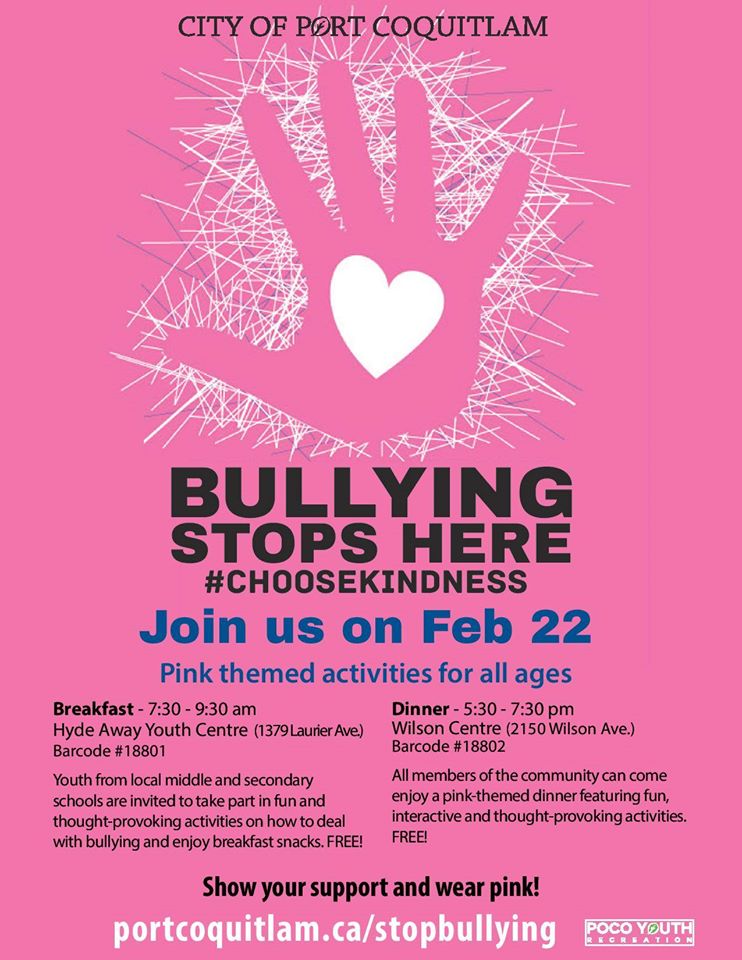 CITY OF PORT COQUITLAM
BULLYING
STOPS HERE
#CHOOSEKINDNESS
Join us on Feb 22
Pink themed activities for all ages
Breakfast - 7:30 - 9:30 am
Hyde Away Youth Centre (1379 Laurier Ave.)
Barcode #18801
Youth from local middle and secondary
schools are invited to take part in fun and
thought-provoking activities on how to deal
with bullying and enjoy breakfast snacks. FREE!
Dinner - 5:30 - 7:30 pm
Wilson Centre (2150 Wilson Ave.)
Barcode #18802
All members of the community can come
enjoy a pink-themed dinner featuring fun,
interactive and thought-provoking activities.
FREE!
Show your support and wear pink!
portcoquitlam.ca/stopbullying
POCO YOUTH
RECREATION